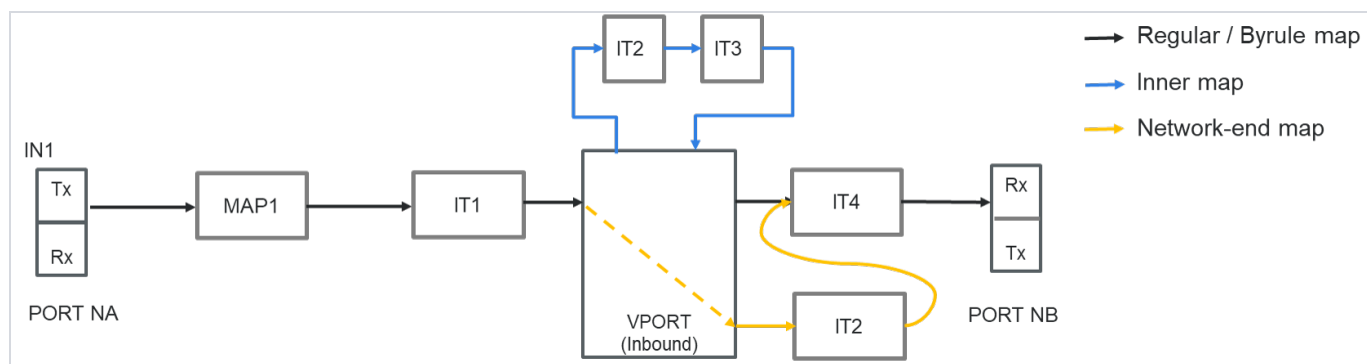 IT2
IT3
Regular / Byrule map
Inner map
Network-end map
IN1
Tx
Rx
PORT NA
MAP1
IT1
VPORT
(Inbound)
IT4
IT2
Rx
Tx
PORT NB